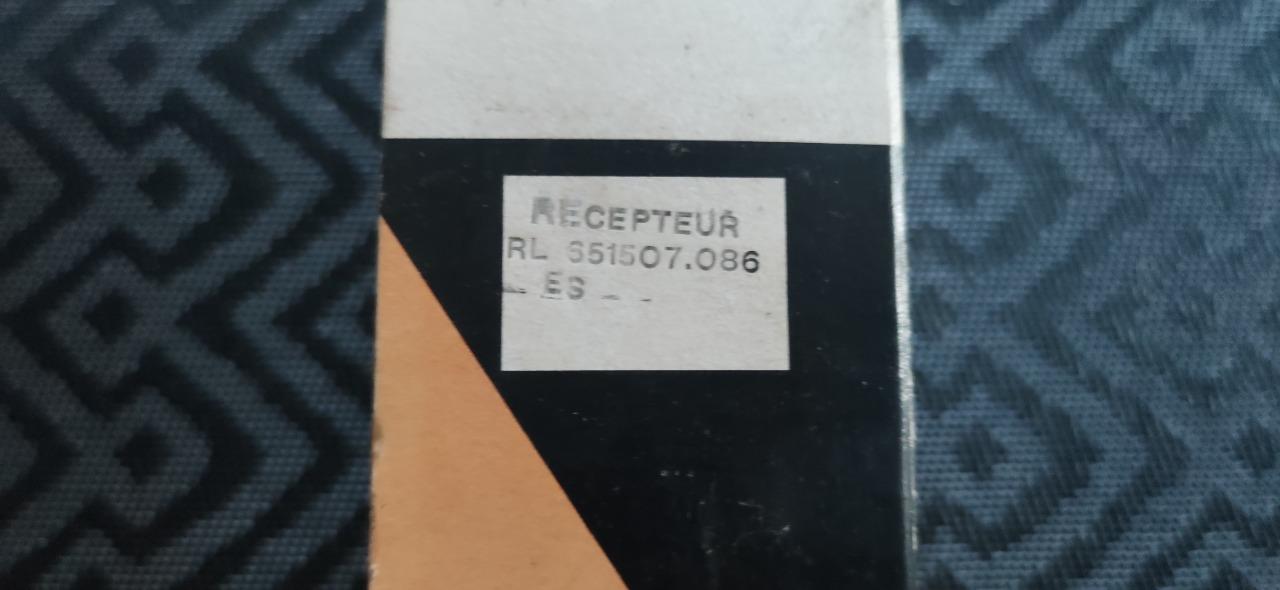 RECEPTEUR
RL 651507.086
ES